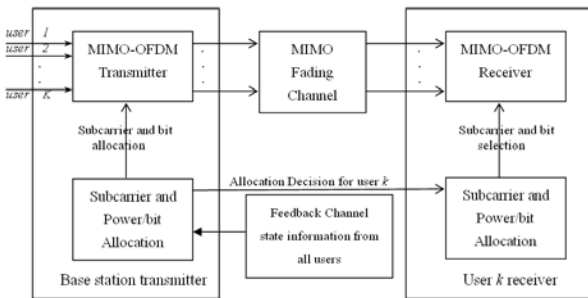 user 1
user 2
user K
MIMO-OFDM
Transmitter
MIMO
Fading
Channel
MIMO-OFDM
Receiver
Subcarrier and bit
allocation
Subcarrier and bit
selection
Allocation Decision for user k
Subcarrier and
Power/bit
Allocation
Feedback Channel
state information from
all users
Subcarrier and
Power/bit
Allocation
Base station transmitter
User k receiver